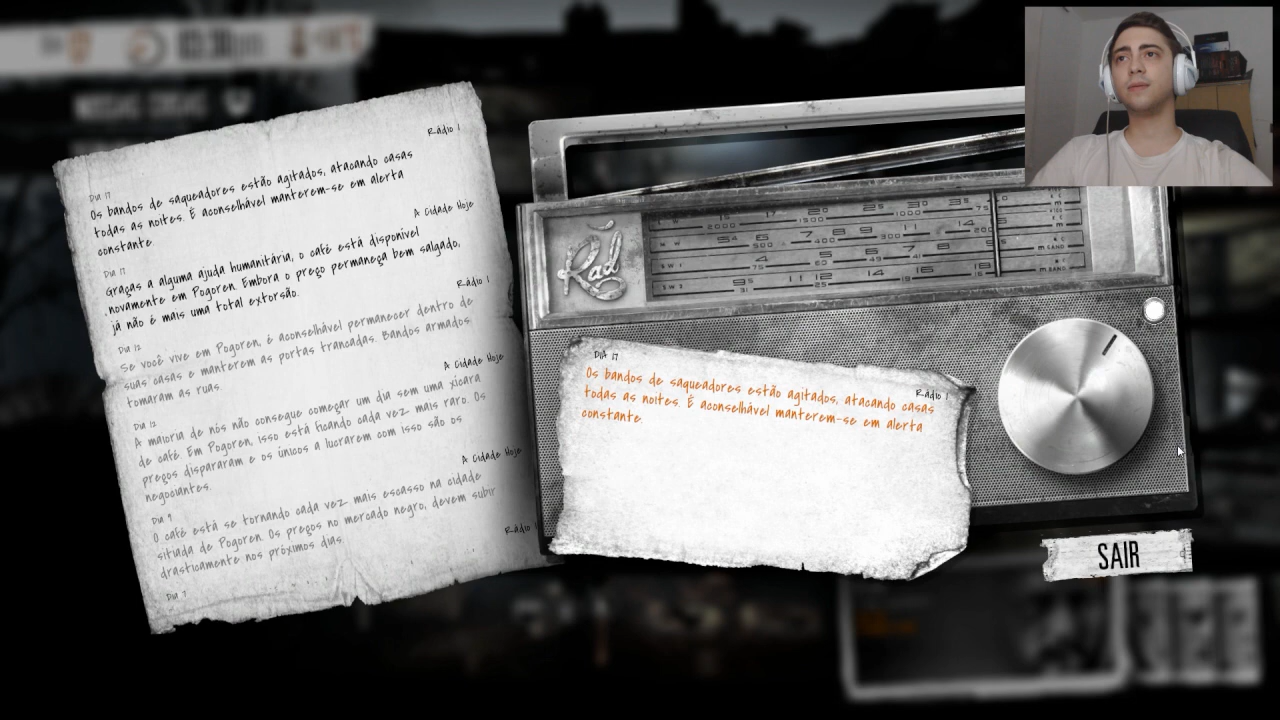 Rádio 1
Dia 17
Os bandos de saqueadores estão agitados, atacando casas
todas as noites. É aconselhável manterem-se em alerta
constante.
A Cidade Hoje
Dia 17
Graças a alguma ajuda humanitária, o café está disponível
novamente em Pogoren. Embora o preço permaneça bem salgado,
já não é mais uma total extorsão.
Rádio 1
Dia 12
Se você vive em Pogoren, é aconselhável permanecer dentro de
suas casas e manterem as portas trancadas. Bandos armados
tomaram as ruas.
A Cidade Hoje
Dia 12
A maioria de nós não consegue começar um dia sem uma xícara
de café. Em Pogoren, isso está ficando cada vez mais raro. Os
preços dispararam e os únicos a lucrarem com isso são os
negociantes.
A Cidade Hoje
Dia 9
O café está se tornando cada vez mais escasso na cidade
sitiada de Pogoren. Os preços no mercado negro, devem subir
drasticamente nos próximos dias.
Rádio 1
Dia 7
Rad
DIA 17
Rádio 1
Os bandos de saqueadores estão agitados, atacando casas
todas as noites. É aconselhável manterem-se em alerta
constante.
SAIR